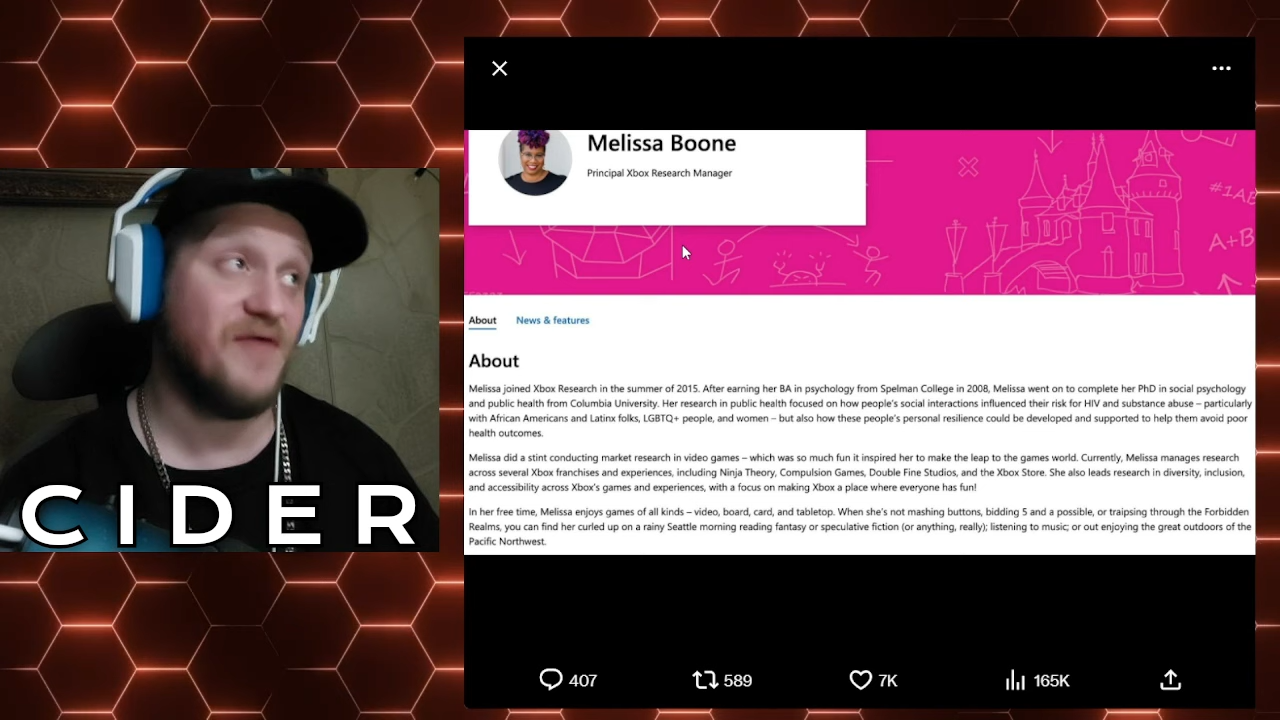 Melissa Boone
Principal Xbox Research Manager
#1AB
A+B
About
News & features
About
Melissa joined Xbox Research in the summer of 2015. After earning her BA in psychology from Spelman College in 2008, Melissa went on to complete her PhD in social psychology
and public health from Columbia University. Her research in public health focused on how people's social interactions influenced their risk for HIV and substance abuse – particularly
with African Americans and Latinx folks, LGBTQ+ people, and women – but also how these people's personal resilience could be developed and supported to help them avoid poor
health outcomes.
Melissa did a stint conducting market research in video games – which was so much fun it inspired her to make the leap to the games world. Currently, Melissa manages research
across several Xbox franchises and experiences, including Ninja Theory, Compulsion Games, Double Fine Studios, and the Xbox Store. She also leads research in diversity, inclusion,
and accessibility across Xbox's games and experiences, with a focus on making Xbox a place where everyone has fun!
In her free time, Melissa enjoys games of all kinds – video, board, card, and tabletop. When she's not mashing buttons, bidding 5 and a possible, or traipsing through the Forbidden
Realms, you can find her curled up on a rainy Seattle morning reading fantasy or speculative fiction (or anything, really); listening to music; or out enjoying the great outdoors of the
Pacific Northwest.
CIDER
407
589
7K
165K